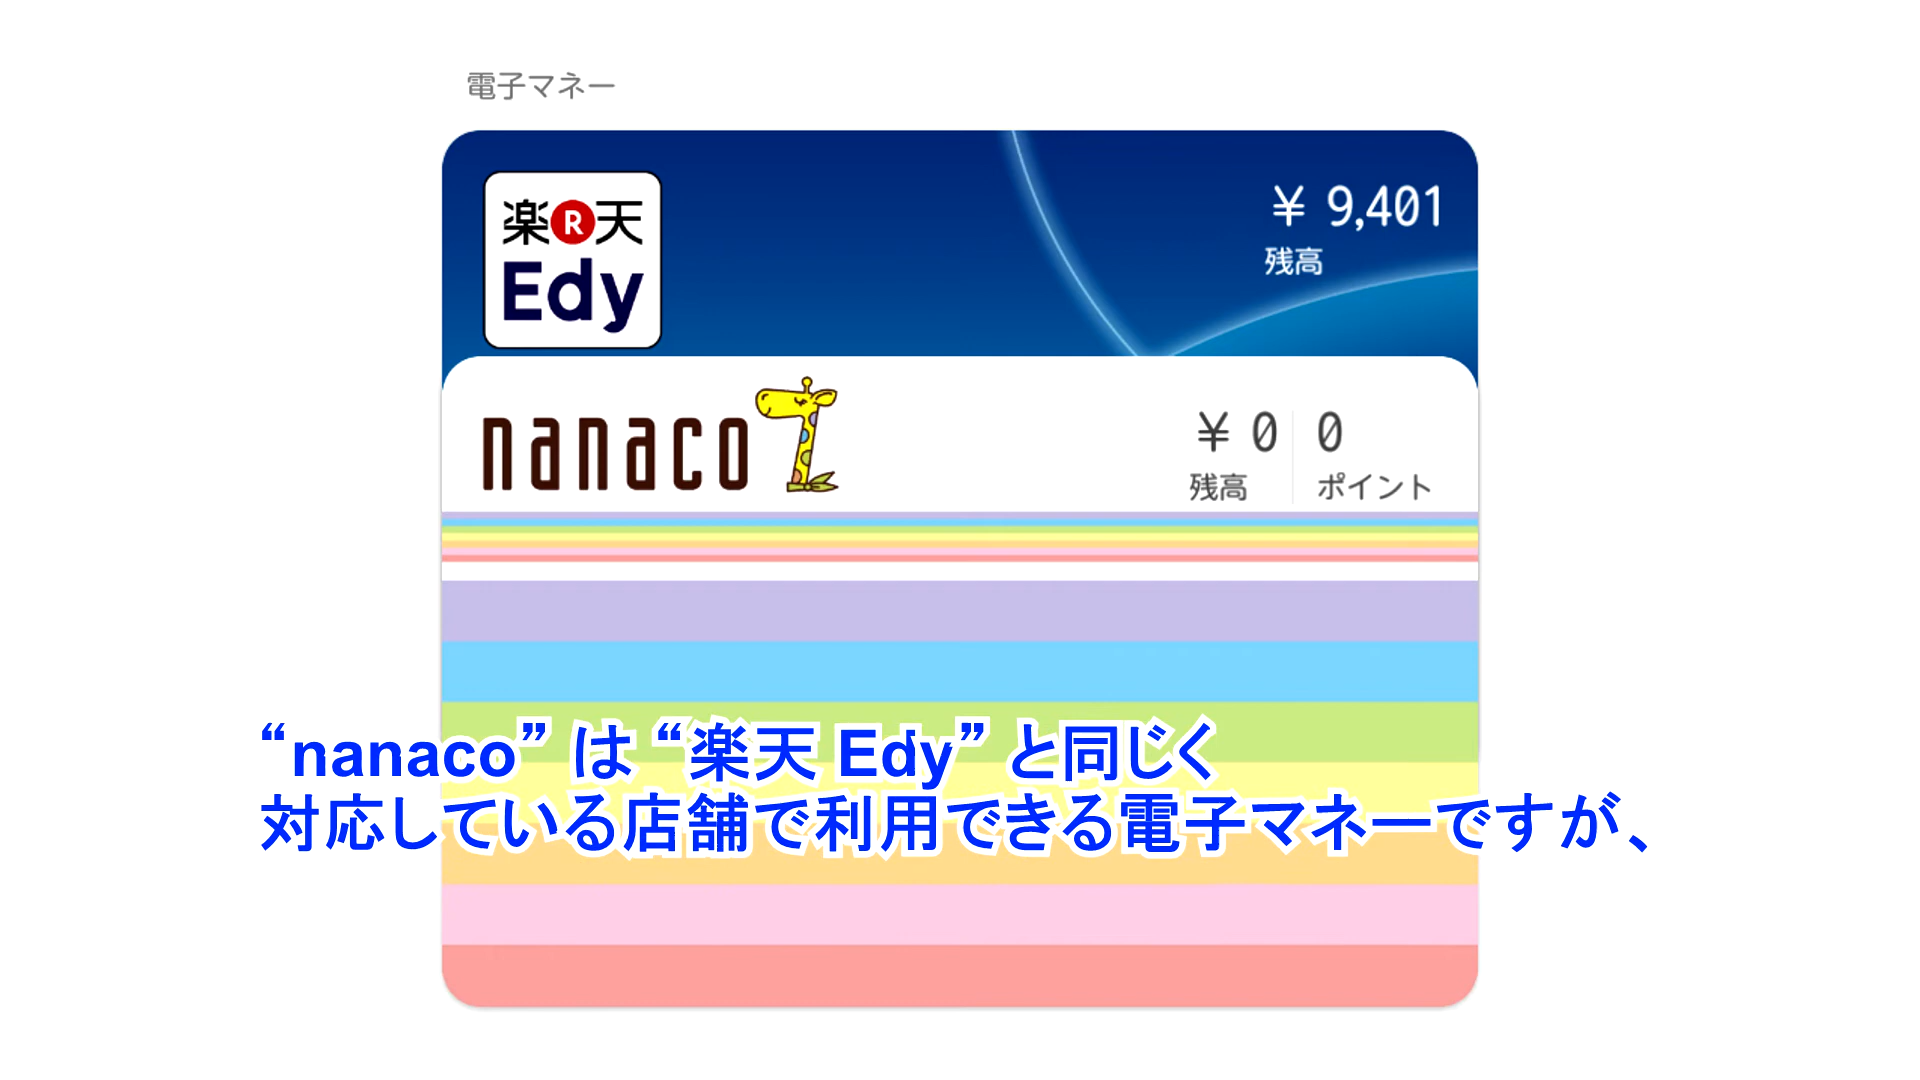 電子マネー
楽R天
Edy
¥ 9,401
残高
nanaco
¥ 0 0
残高 ポイント
“nanaco” は “楽天 Edy” と同じく
対応している店舗で利用できる電子マネーですが、